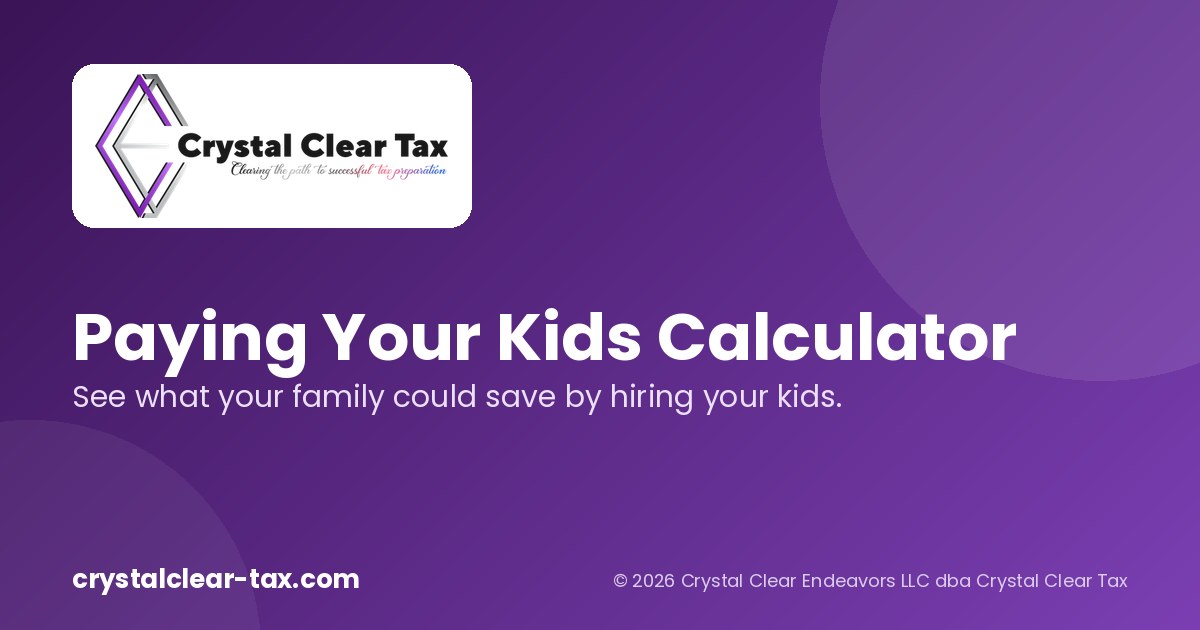 Crystal Clear Tax
Clearing the path to successful tax preparation
Paying Your Kids Calculator
See what your family could save by hiring your kids.
crystalclear-tax.com
© 2026 Crystal Clear Endeavors LLC dba Crystal Clear Tax